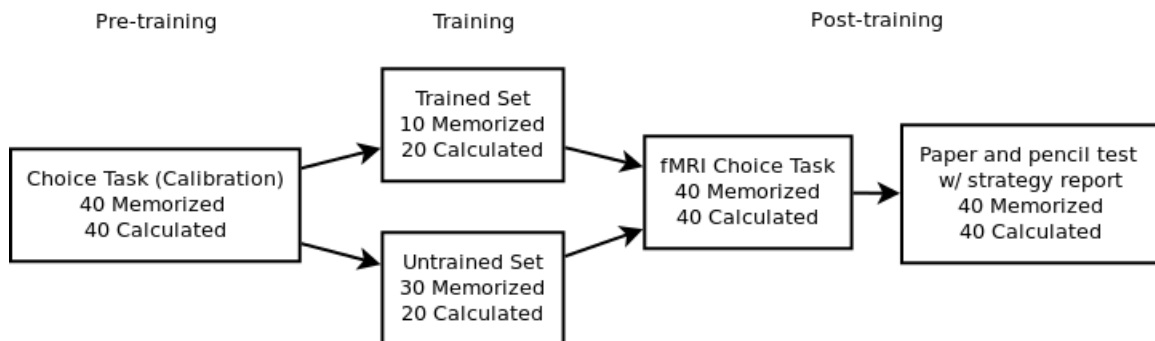 Pre-training
Training
Post-training
Choice Task (Calibration)
40 Memorized
40 Calculated
Trained Set
10 Memorized
20 Calculated
Untrained Set
30 Memorized
20 Calculated
fMRI Choice Task
40 Memorized
40 Calculated
Paper and pencil test
w/ strategy report
40 Memorized
40 Calculated